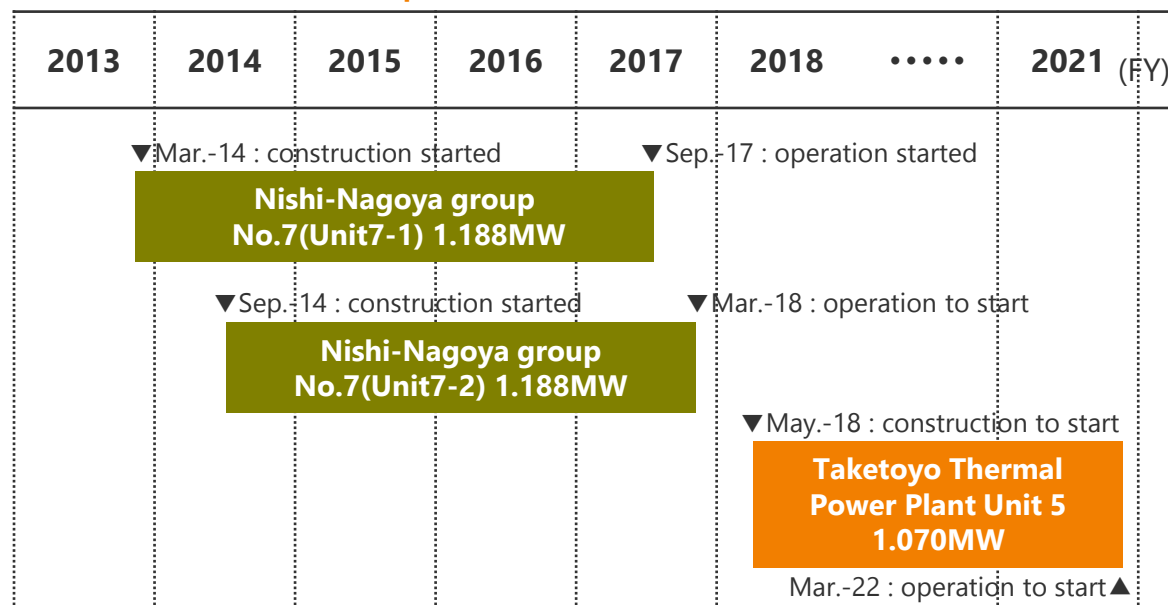 2013 2014 2015 2016 2017 2018 ••••• 2021 (FY)
▼Mar.-14 : construction started ▼Sep.-17 : operation started
Nishi-Nagoya group
No.7(Unit7-1) 1.188MW
▼Sep.-14 : construction started ▼Mar.-18 : operation to start
Nishi-Nagoya group
No.7(Unit7-2) 1.188MW
▼May.-18 : construction to start
Taketoyo Thermal
Power Plant Unit 5
1.070MW
Mar.-22 : operation to start▲